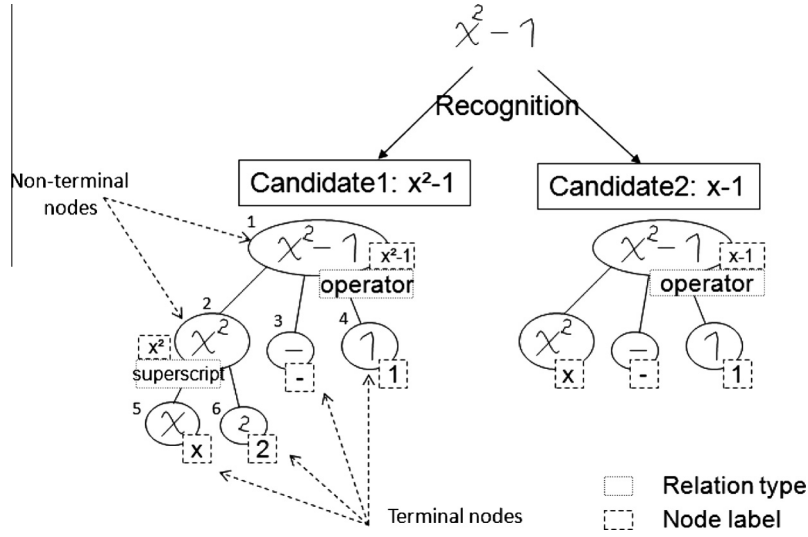 x² − 1
Recognition
Candidate1: x²-1
Candidate2: x-1
Non-terminal
nodes
1
x² − 1
x²-1
operator
x² − 1
x-1
operator
2
x²
x²
superscript
3
−
-
4
1
1
x²
x
−
-
1
1
5
x
x
6
2
2
Terminal nodes
Relation type
Node label